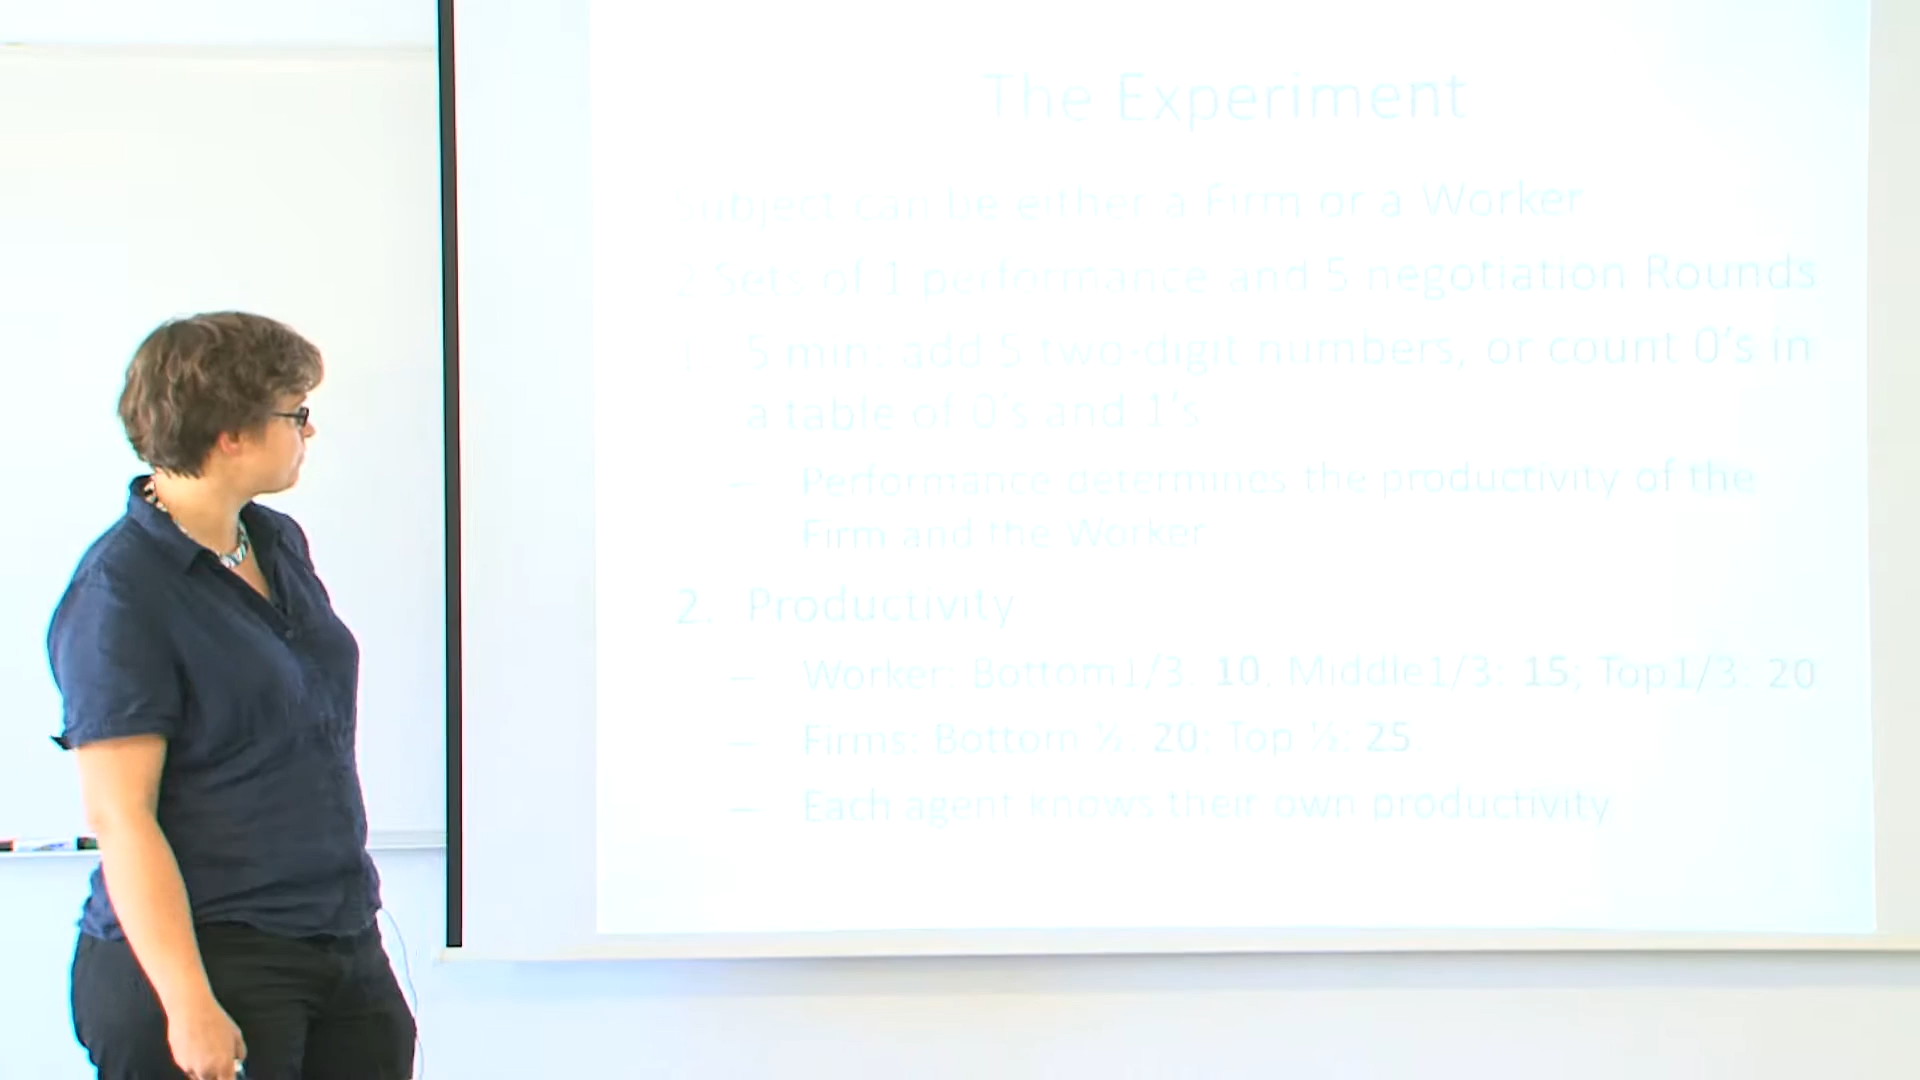 The Experiment
Subject can be either a Firm or a Worker
2 Sets of 1 performance and 5 negotiation Rounds
1. 5 min: add 5 two-digit numbers, or count 0's in
a table of 0's and 1's
– Performance determines the productivity of the
Firm and the Worker
2. Productivity
– Worker: Bottom1/3: 10, Middle1/3: 15; Top1/3: 20
– Firms: Bottom ½: 20; Top ½: 25
– Each agent knows their own productivity